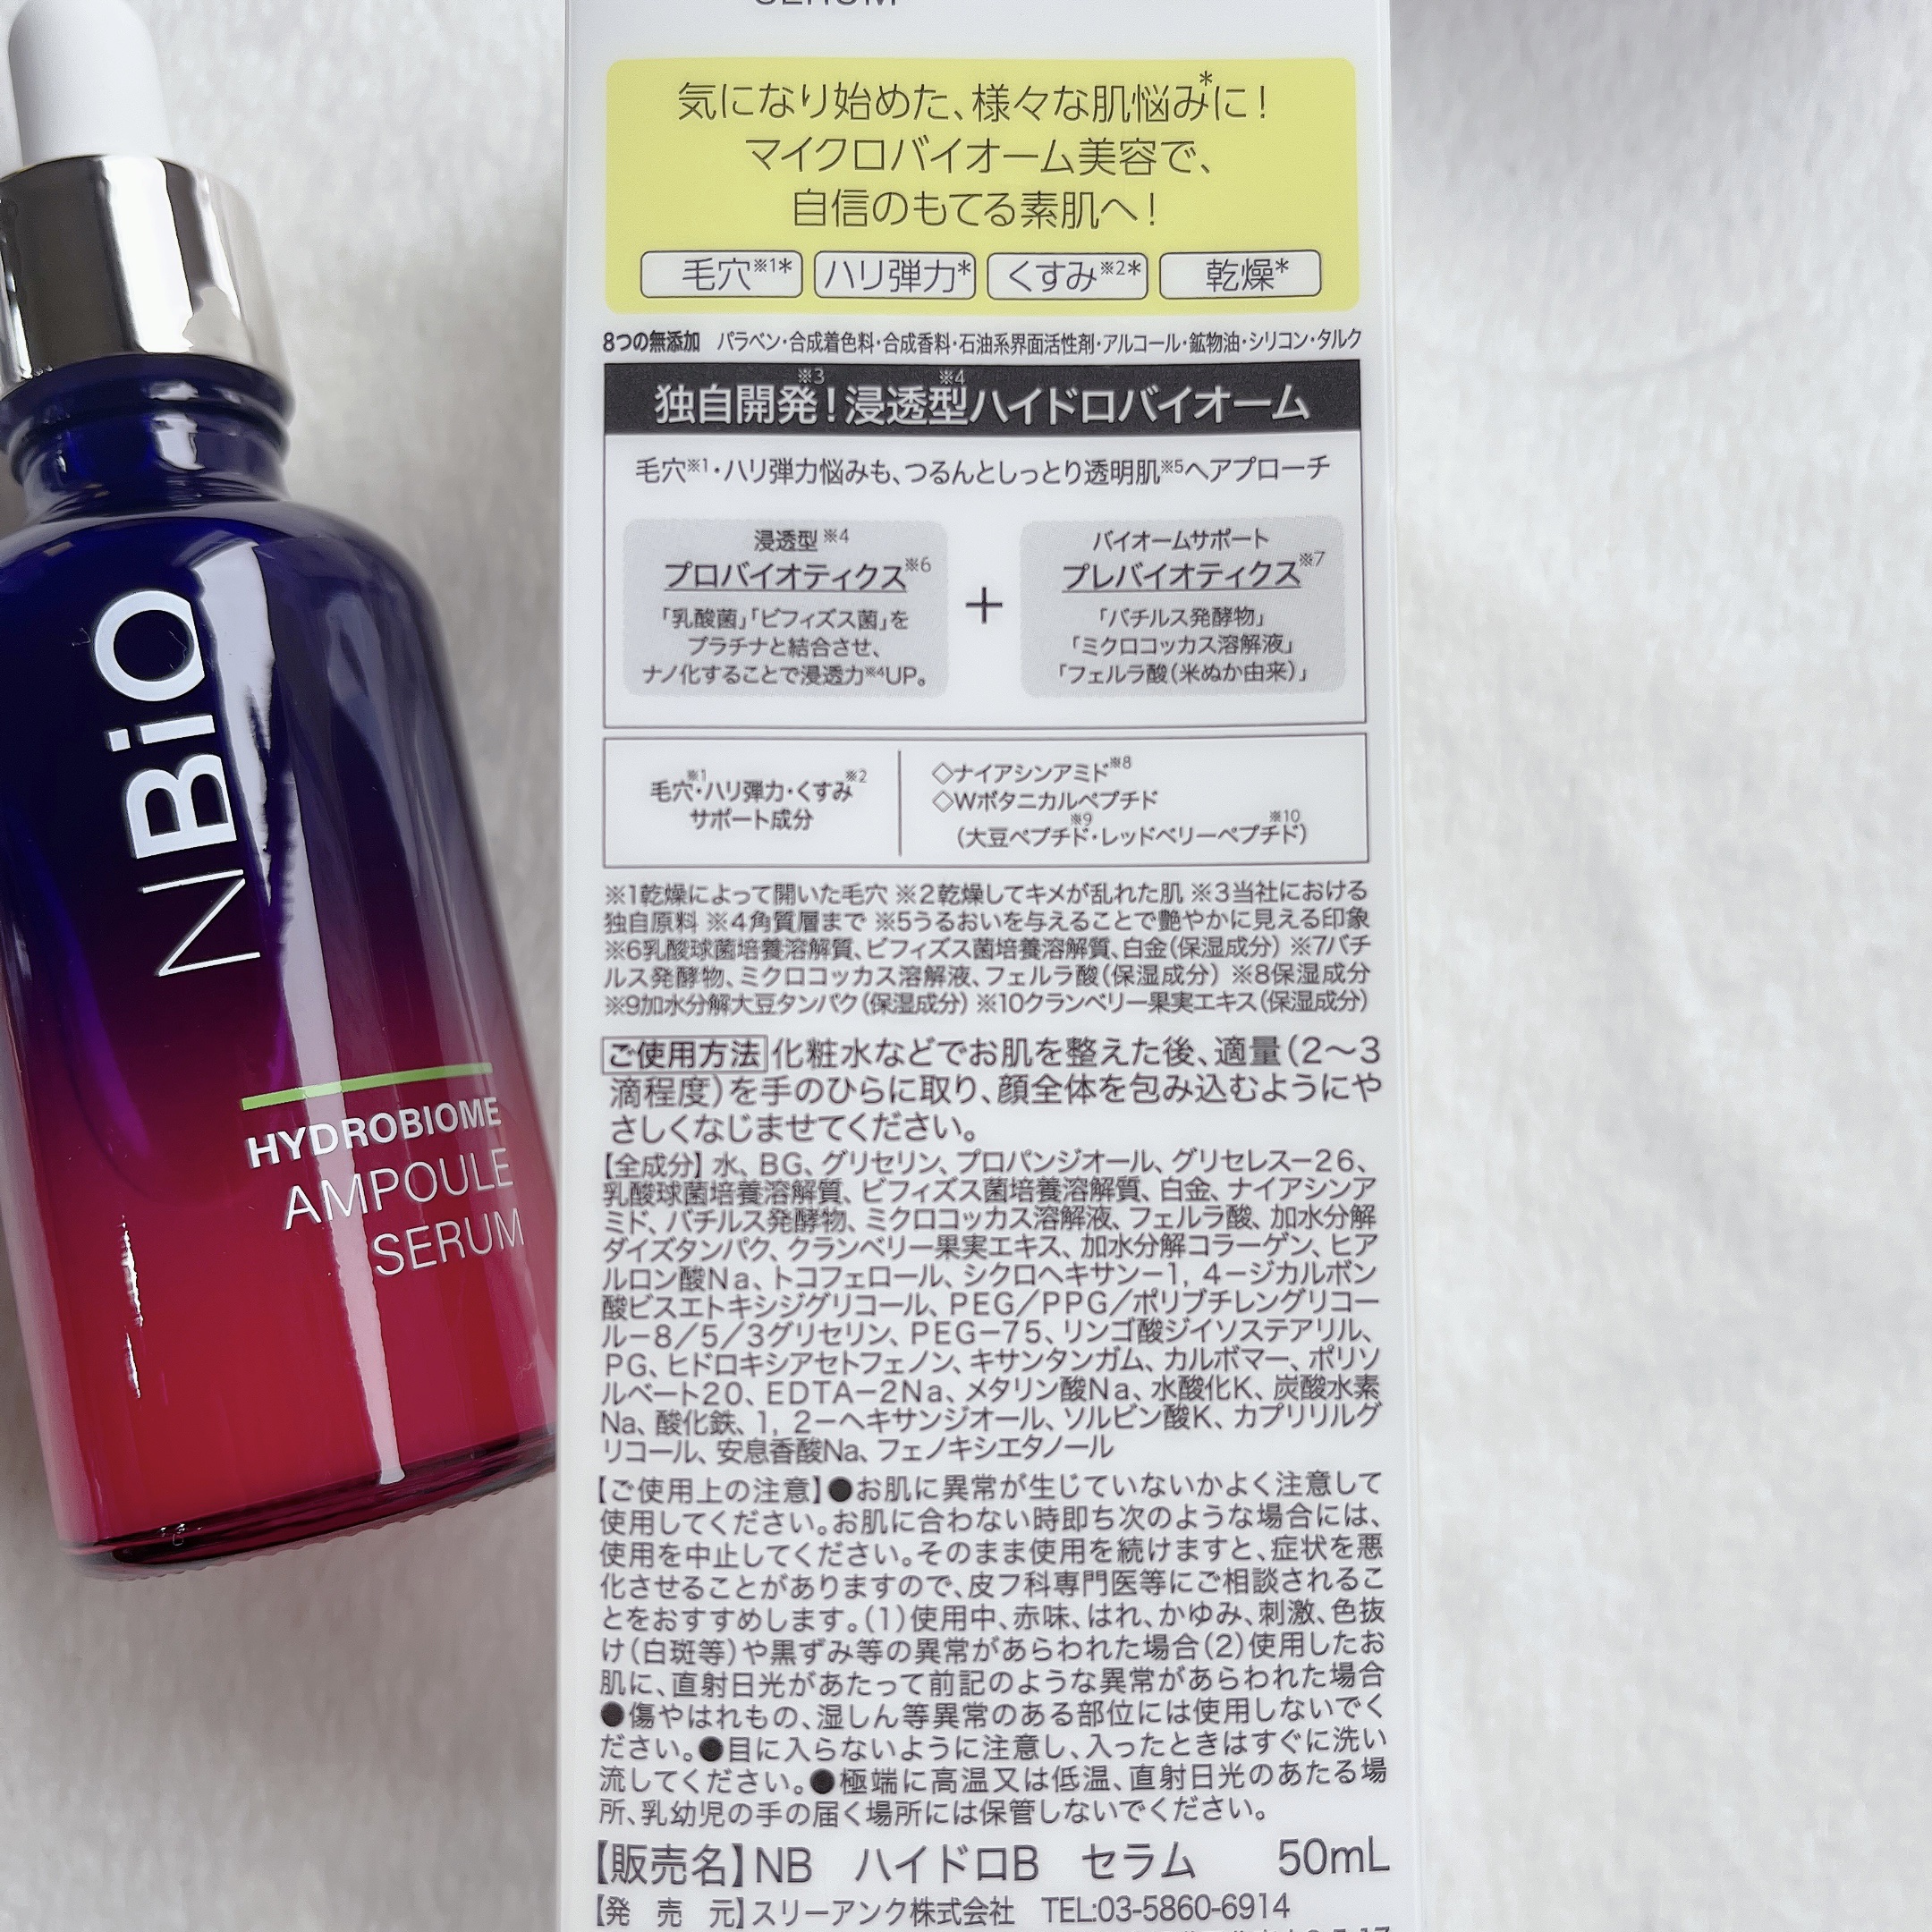 NBiO
HYDROBIOME
AMPOULE
SERUM
SERUM
気になり始めた、様々な肌悩み*に！
マイクロバイオーム美容で、
自信のもてる素肌へ！
毛穴※1* ハリ弾力* くすみ※2* 乾燥*
8つの無添加 パラベン・合成着色料・合成香料・石油系界面活性剤・アルコール・鉱物油・シリコン・タルク
独自開発※3！浸透型※4ハイドロバイオーム
毛穴※1・ハリ弾力悩みも、つるんとしっとり透明肌※5へアプローチ
浸透型※4
プロバイオティクス※6
「乳酸菌」「ビフィズス菌」を
プラチナと結合させ、
ナノ化することで浸透力※4UP。
＋
バイオームサポート
プレバイオティクス※7
「バチルス発酵物」
「ミクロコッカス溶解液」
「フェルラ酸（米ぬか由来）」
毛穴※1・ハリ弾力・くすみ※2
サポート成分
◇ナイアシンアミド※8
◇Wボタニカルペプチド
（大豆ペプチド※9・レッドベリーペプチド※10）
※1乾燥によって開いた毛穴 ※2乾燥してキメが乱れた肌 ※3当社における
独自原料 ※4角質層まで ※5うるおいを与えることで艶やかに見える印象
※6乳酸球菌培養溶解質、ビフィズス菌培養溶解質、白金（保湿成分） ※7バチ
ルス発酵物、ミクロコッカス溶解液、フェルラ酸（保湿成分） ※8保湿成分
※9加水分解大豆タンパク（保湿成分） ※10クランベリー果実エキス（保湿成分）
ご使用方法 化粧水などでお肌を整えた後、適量（2〜3
滴程度）を手のひらに取り、顔全体を包み込むようにや
さしくなじませてください。
【全成分】水、BG、グリセリン、プロパンジオール、グリセレスー26、
乳酸球菌培養溶解質、ビフィズス菌培養溶解質、白金、ナイアシンア
ミド、バチルス発酵物、ミクロコッカス溶解液、フェルラ酸、加水分解
ダイズタンパク、クランベリー果実エキス、加水分解コラーゲン、ヒア
ルロン酸Na、トコフェロール、シクロヘキサン－1，4－ジカルボン
酸ビスエトキシジグリコール、PEG／PPG／ポリブチレングリコー
ル－8／5／3グリセリン、PEG－75、リンゴ酸ジイソステアリル、
PG、ヒドロキシアセトフェノン、キサンタンガム、カルボマー、ポリソ
ルベート20、EDTA－2Na、メタリン酸Na、水酸化K、炭酸水素
Na、酸化鉄、1，2－ヘキサンジオール、ソルビン酸K、カプリリルグ
リコール、安息香酸Na、フェノキシエタノール
【ご使用上の注意】●お肌に異常が生じていないかよく注意して
使用してください。お肌に合わない時即ち次のような場合には、
使用を中止してください。そのまま使用を続けますと、症状を悪
化させることがありますので、皮フ科専門医等にご相談されるこ
とをおすすめします。（1）使用中、赤味、はれ、かゆみ、刺激、色抜
け（白斑等）や黒ずみ等の異常があらわれた場合（2）使用したお
肌に、直射日光があたって前記のような異常があらわれた場合
●傷やはれもの、湿しん等異常のある部位には使用しないでく
ださい。●目に入らないように注意し、入ったときはすぐに洗い
流してください。●極端に高温又は低温、直射日光のあたる場
所、乳幼児の手の届く場所には保管しないでください。
【販売名】NB ハイドロB セラム 50mL
【発 売 元】スリーアンク株式会社 TEL:03-5860-6914